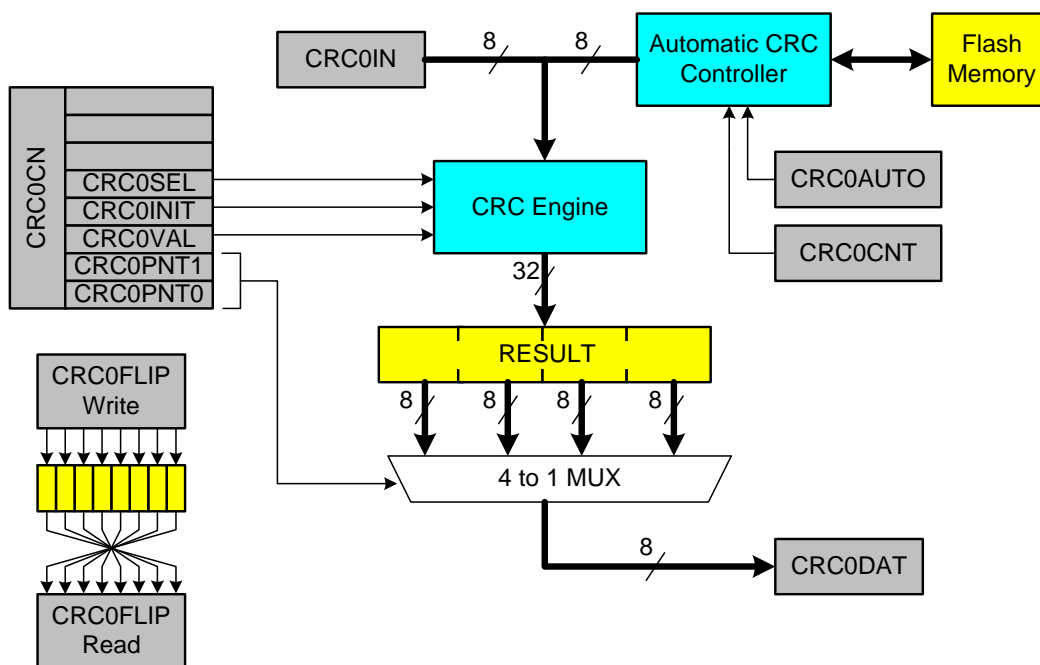 CRC0IN
8
8
Automatic CRC
Controller
Flash
Memory
CRC0CN
CRC0SEL
CRC0INIT
CRC0VAL
CRC0PNT1
CRC0PNT0
CRC Engine
CRC0AUTO
CRC0CNT
32
RESULT
8
8
8
8
4 to 1 MUX
8
CRC0DAT
CRC0FLIP
Write
CRC0FLIP
Read